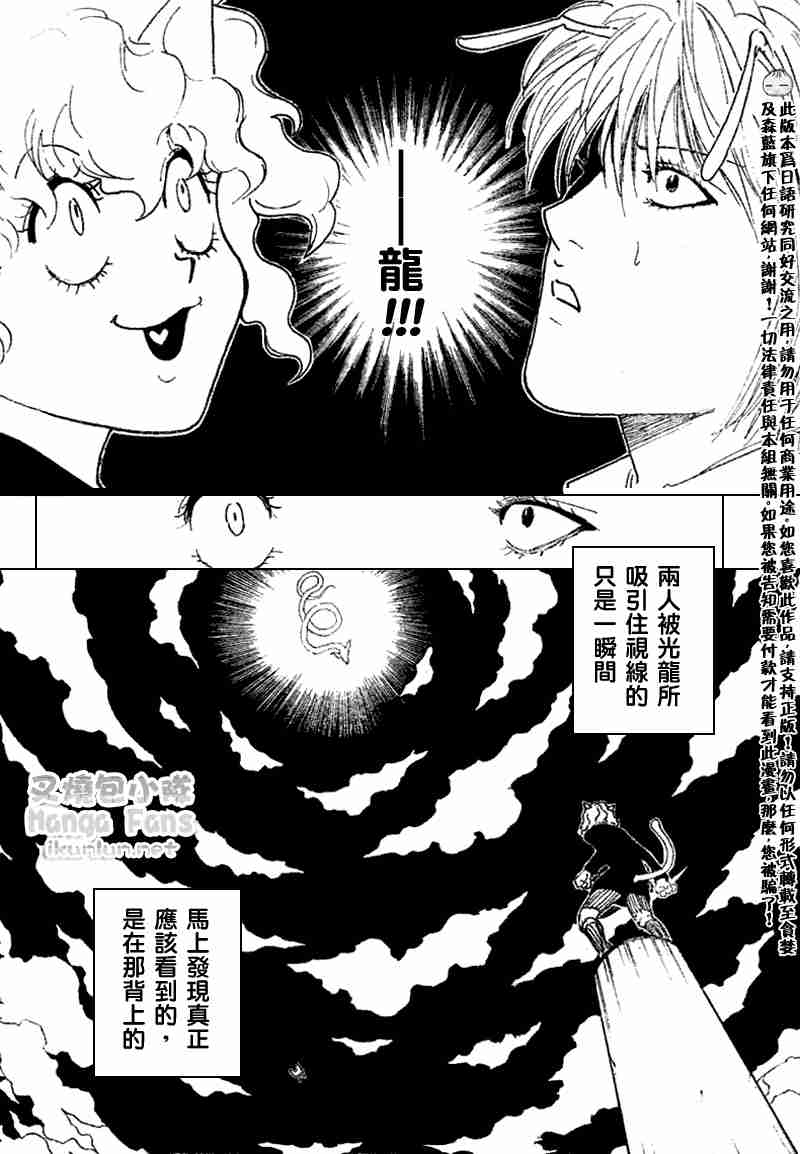 此版本爲日語研究同好交流之用，請勿用于任何商業用途。如您喜歡此作品，請支持正版！請勿以任何形式轉載至貪婪
及森藍旗下任何網站，謝謝！一切法律責任與本組無關。如果您被告知需要付款才能看到此漫畫，那麼，您被騙了！
——龍!!!
兩人被光龍所
吸引住視線的
只是一瞬間
叉燒包小隊
Manga Fans
jkunlun.net
馬上發現真正
應該看到的，
是在那背上的